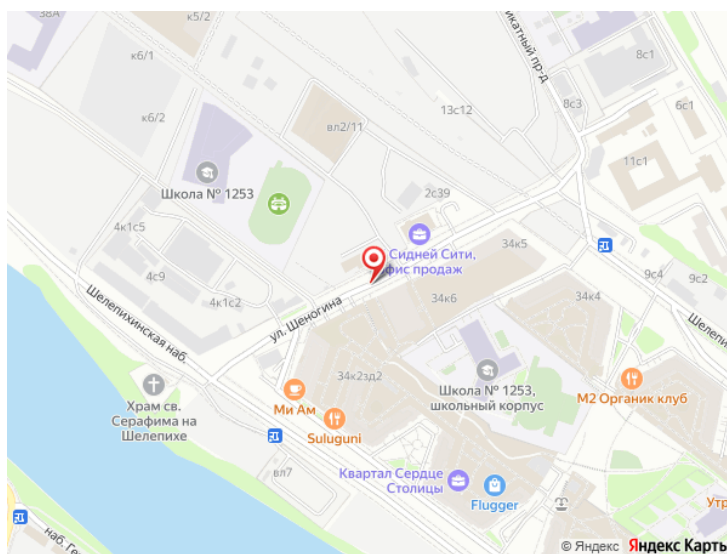 38А
к5/2
к6/1
к6/2
вл2/11
13с12
8с1
8с3
6с1
11с1
Школа № 1253
2с39
4к1с5
4с9
4к1с2
Сидней Сити,
офис продаж
34к5
34к6
34к4
9с4
9с2
Шелепихинская наб.
ул. Шеногина
34к2зд2
Школа № 1253,
школьный корпус
Храм св.
Серафима на
Шелепихе
Ми Ам
Suluguni
М2 Органик клуб
вл7
Квартал Сердце
Столицы
Flugger
© Яндекс Яндекс Карты